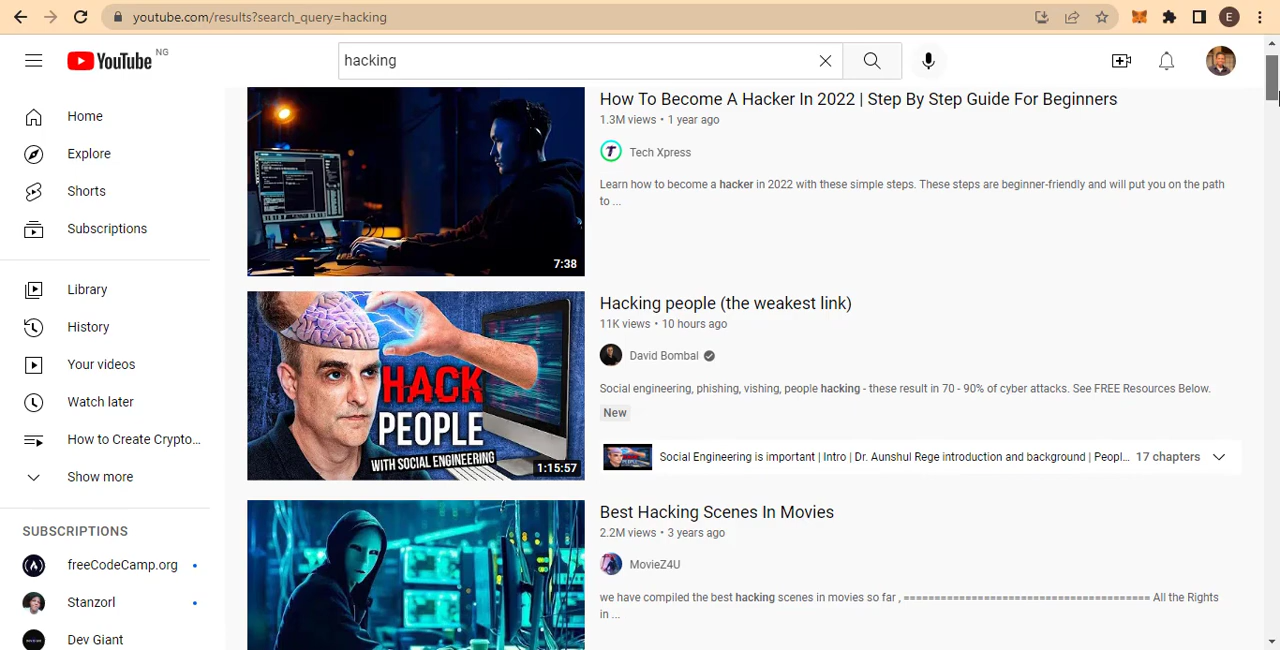 youtube.com/results?search_query=hacking
E
YouTube NG
hacking
Home
Explore
Shorts
Subscriptions
Library
History
Your videos
Watch later
How to Create Crypto...
Show more
SUBSCRIPTIONS
freeCodeCamp.org
Stanzorl
Dev Giant
7:38
How To Become A Hacker In 2022 | Step By Step Guide For Beginners
1.3M views • 1 year ago
Tech Xpress
Learn how to become a hacker in 2022 with these simple steps. These steps are beginner-friendly and will put you on the path
to ...
HACK
PEOPLE
WITH SOCIAL ENGINEERING
1:15:57
Hacking people (the weakest link)
11K views • 10 hours ago
David Bombal
Social engineering, phishing, vishing, people hacking - these result in 70 - 90% of cyber attacks. See FREE Resources Below.
New
Social Engineering is important | Intro | Dr. Aunshul Rege introduction and background | Peopl... 17 chapters
Best Hacking Scenes In Movies
2.2M views • 3 years ago
MovieZ4U
we have compiled the best hacking scenes in movies so far , ======================================== All the Rights
in ...